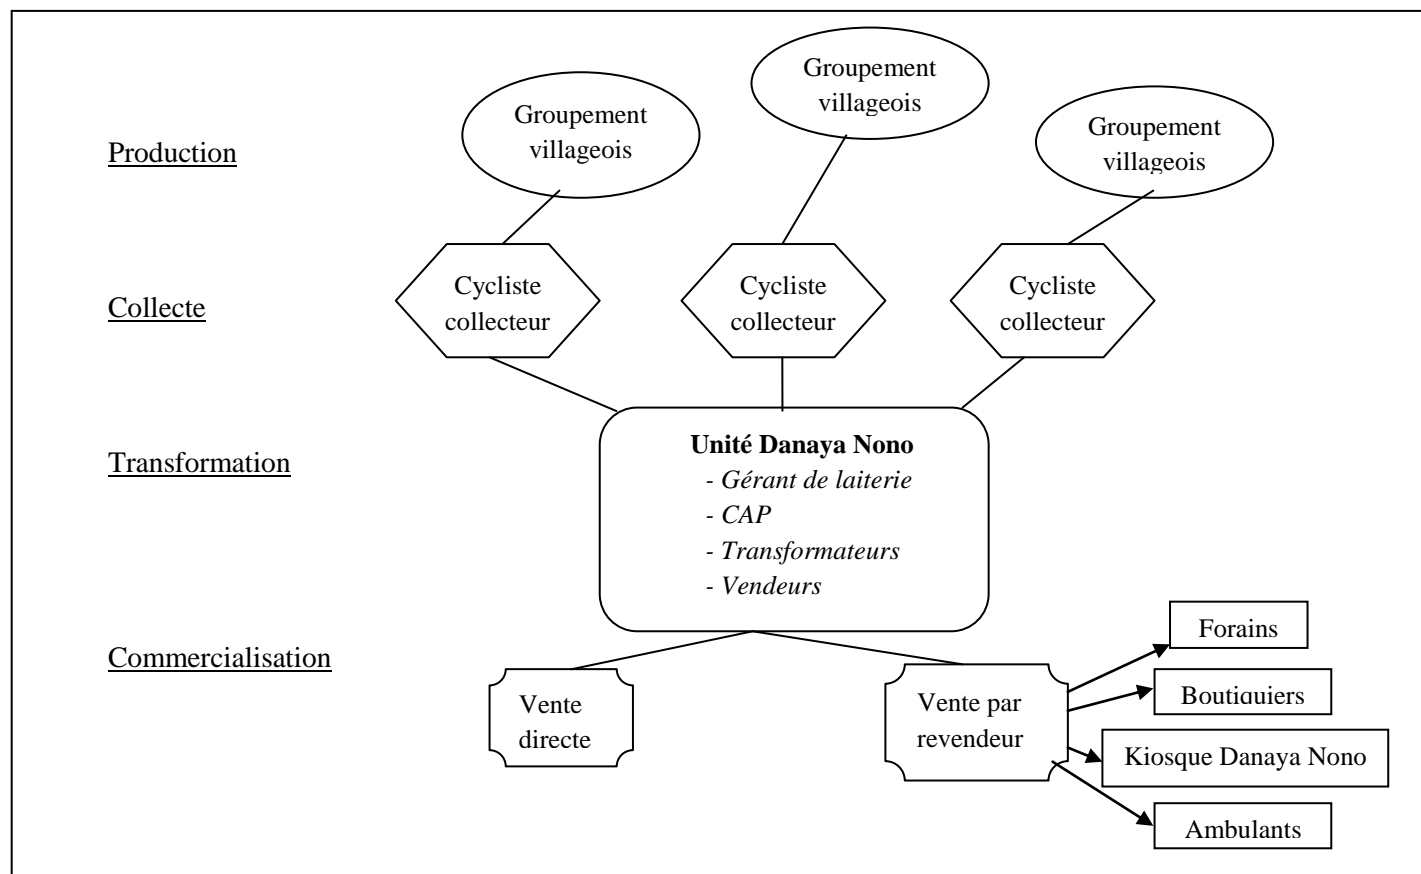 Groupement
villageois
Groupement
villageois
Groupement
villageois
Production
Cycliste
collecteur
Cycliste
collecteur
Cycliste
collecteur
Collecte
Unité Danaya Nono
- Gérant de laiterie
- CAP
- Transformateurs
- Vendeurs
Transformation
Commercialisation
Vente
directe
Vente par
revendeur
Forains
Boutiquiers
Kiosque Danaya Nono
Ambulants